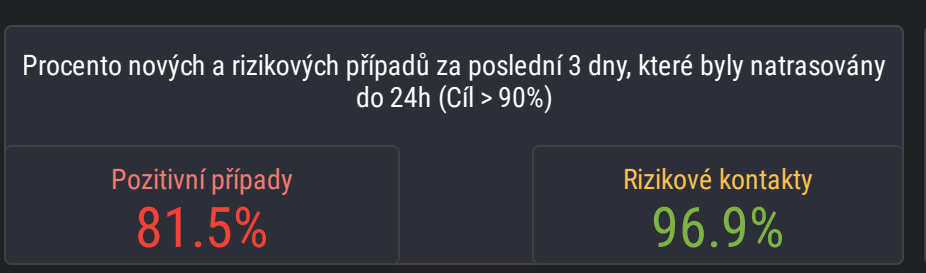 Procento nových a rizikových případů za poslední 3 dny, které byly natrasovány
do 24h (Cíl > 90%)
Pozitivní případy
81.5%
Rizikové kontakty
96.9%